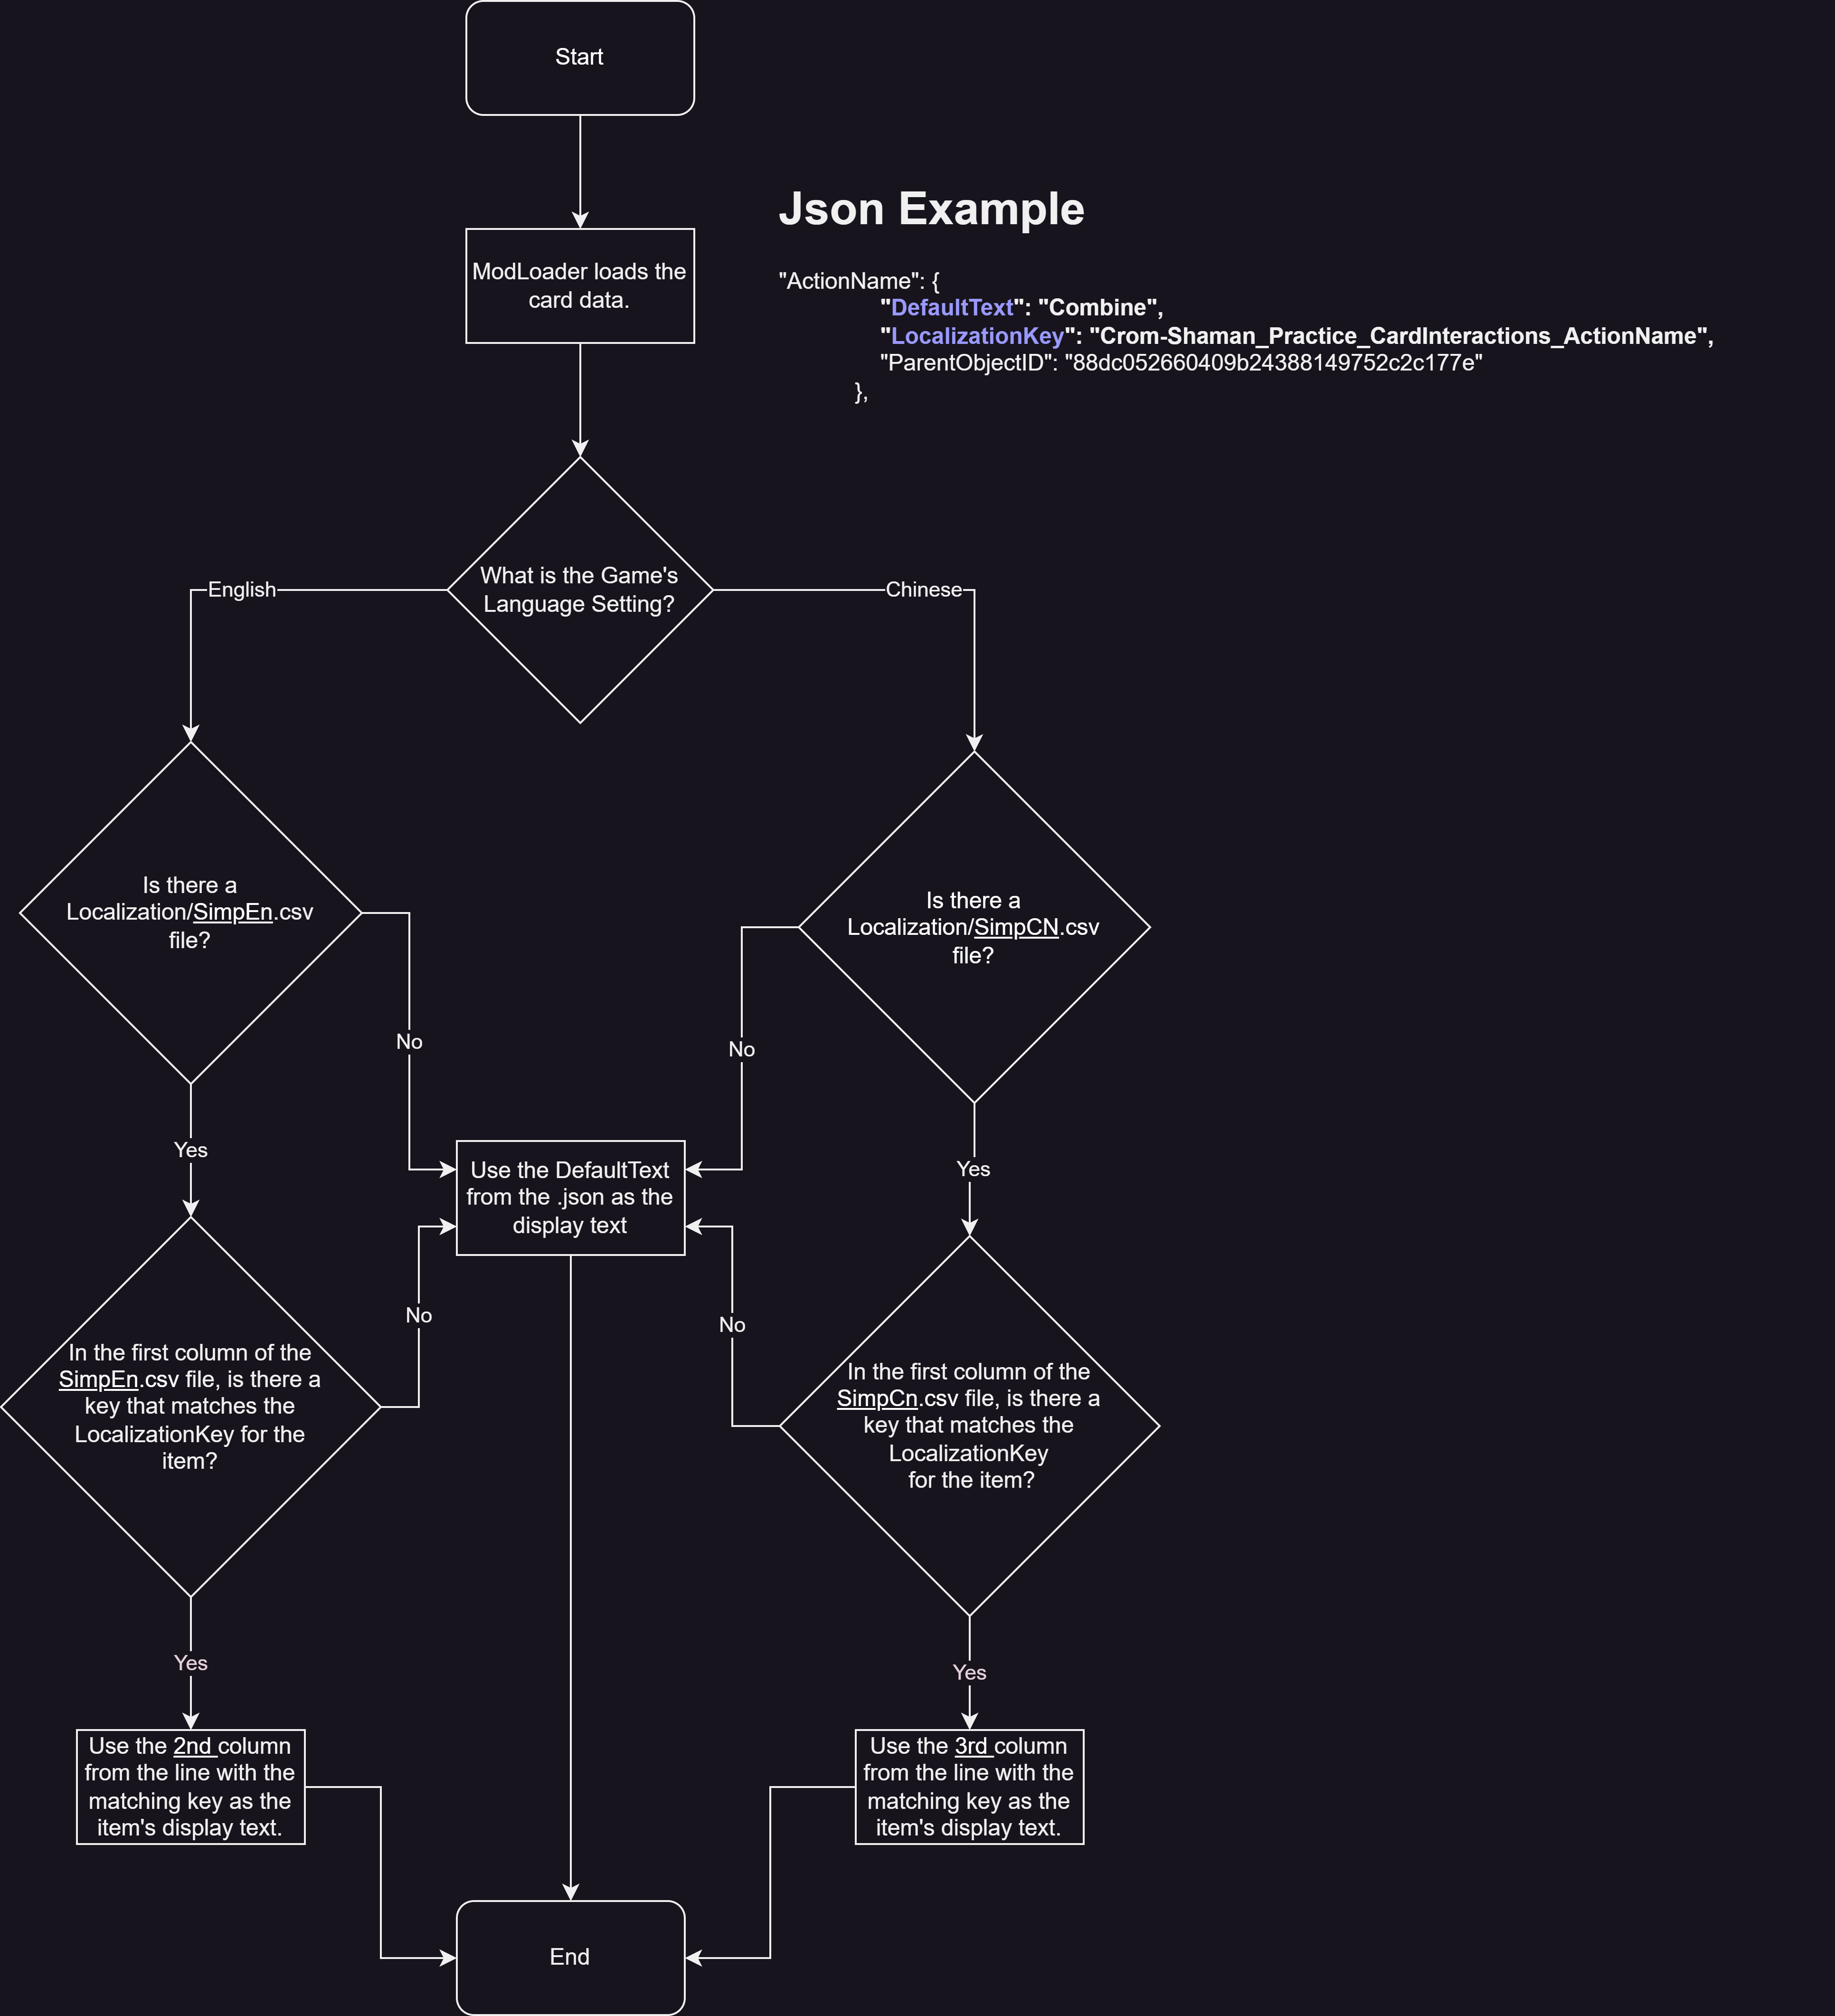 Start
ModLoader loads the
card data.
Json Example
"ActionName": {
"DefaultText": "Combine",
"LocalizationKey": "Crom-Shaman_Practice_CardInteractions_ActionName",
"ParentObjectID": "88dc052660409b24388149752c2c177e"
},
What is the Game's
Language Setting?
English
Chinese
Is there a
Localization/SimpEn.csv
file?
Is there a
Localization/SimpCN.csv
file?
No
No
Yes
Yes
Use the DefaultText
from the .json as the
display text
No
No
In the first column of the
SimpEn.csv file, is there a
key that matches the
LocalizationKey for the
item?
In the first column of the
SimpCn.csv file, is there a
key that matches the
LocalizationKey
for the item?
Yes
Yes
Use the 2nd column
from the line with the
matching key as the
item's display text.
Use the 3rd column
from the line with the
matching key as the
item's display text.
End